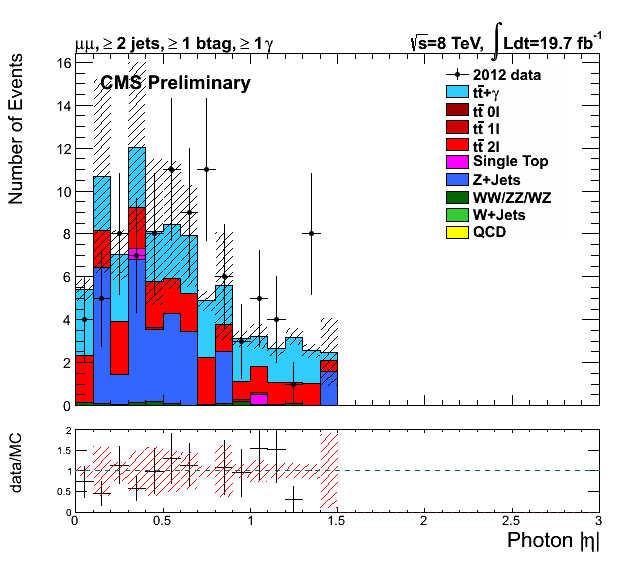 μμ, ≥ 2 jets, ≥ 1 btag, ≥ 1 γ
√s=8 TeV, ∫ Ldt=19.7 fb⁻¹
CMS Preliminary
Number of Events
16
14
12
10
8
6
4
2
0
2012 data
tt̄+γ
tt̄ 0l
tt̄ 1l
tt̄ 2l
Single Top
Z+Jets
WW/ZZ/WZ
W+Jets
QCD
data/MC
2
1.5
1
0.5
0
0
0.5
1
1.5
2
2.5
3
Photon |η|